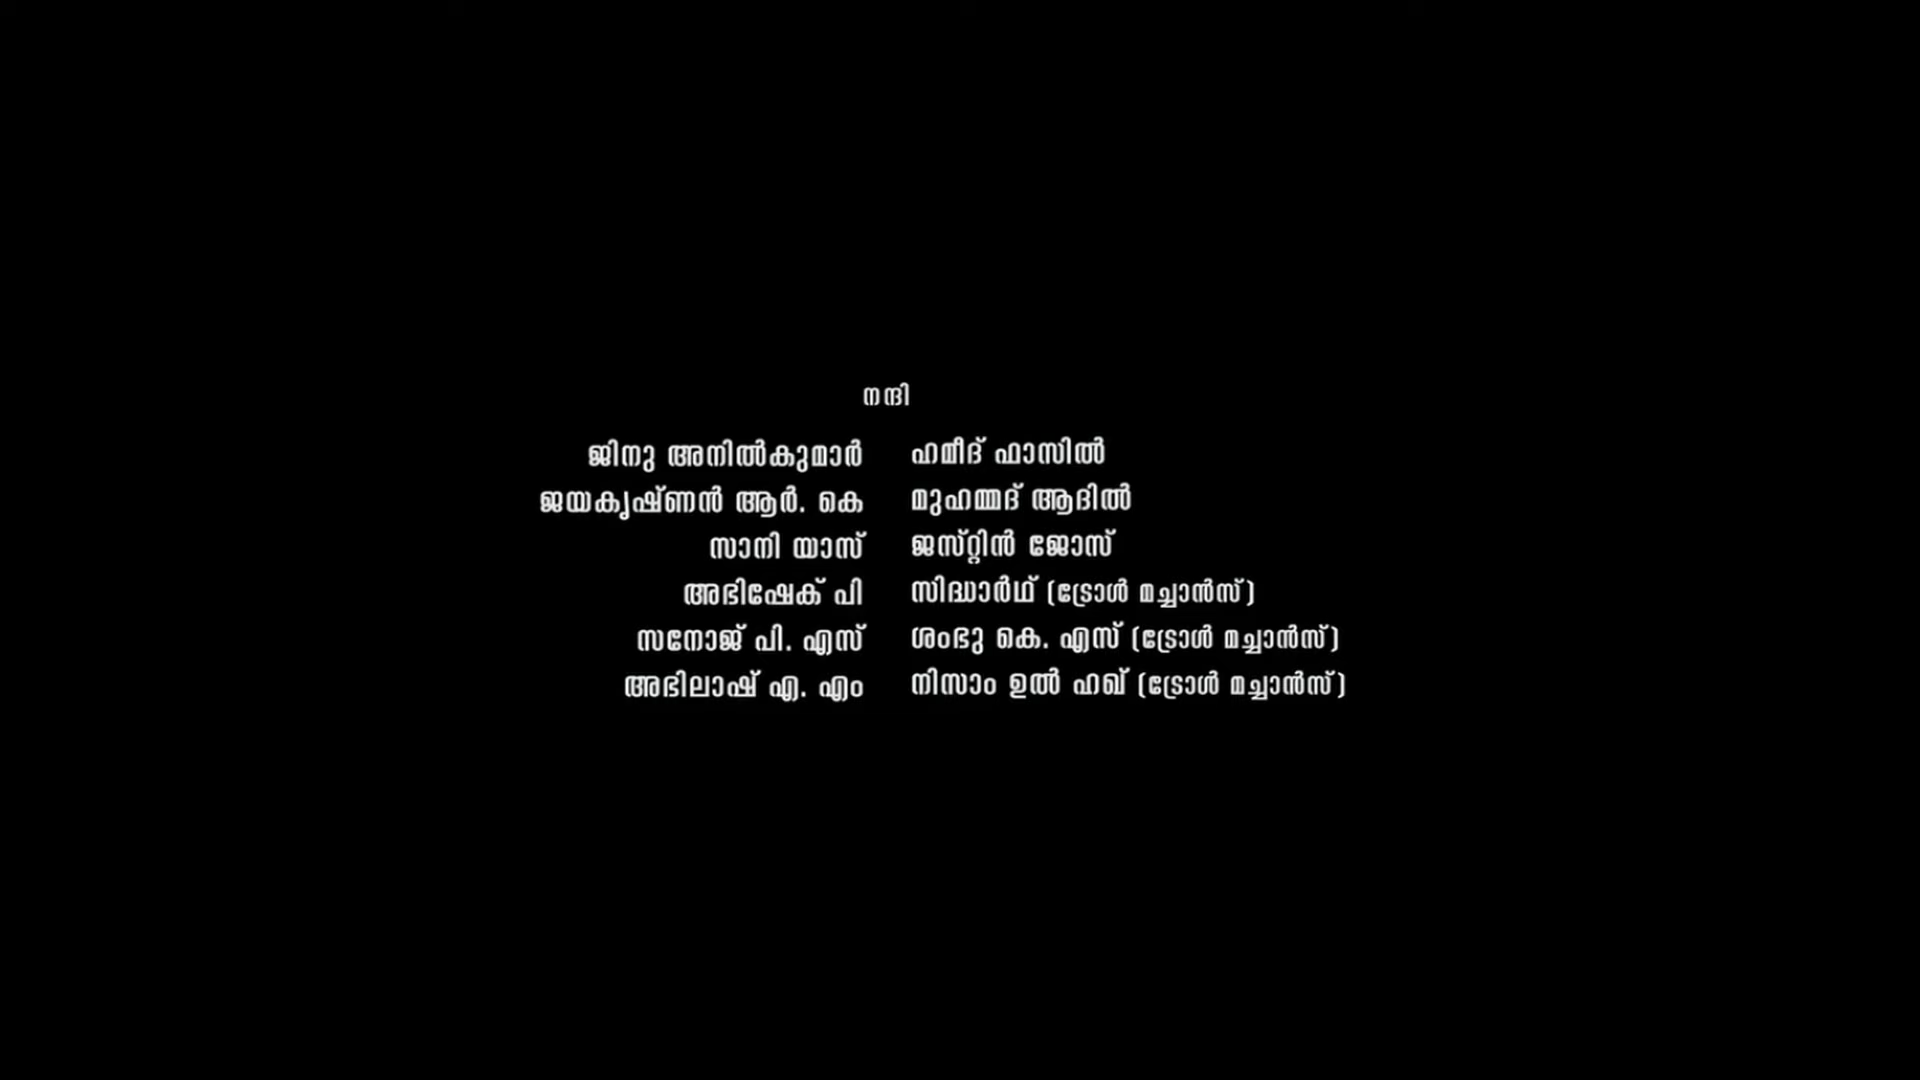 നന്ദി
ജിനു അനിൽകുമാർ ഹമീദ് ഫാസിൽ
ജയകൃഷ്ണൻ ആർ. കെ മുഹമ്മദ് ആദിൽ
സാനി യാസ് ജസ്റ്റിൻ ജോസ്
അഭിഷേക് പി സിദ്ധാർഥ് (ട്രോൾ മച്ചാൻസ്)
സനോജ് പി. എസ് ശംഭു കെ. എസ് (ട്രോൾ മച്ചാൻസ്)
അഭിലാഷ് എ. എം നിസാം ഉൽ ഹഖ് (ട്രോൾ മച്ചാൻസ്)